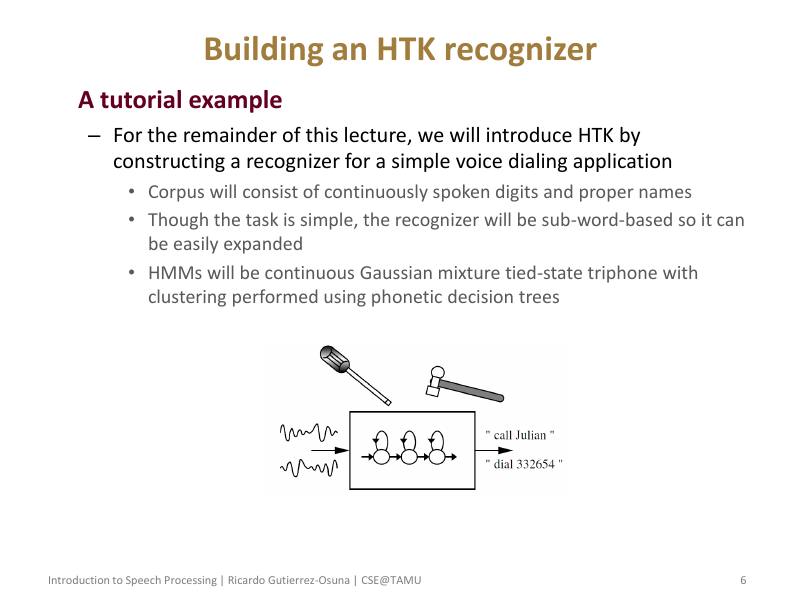 Building an HTK recognizer
A tutorial example
– For the remainder of this lecture, we will introduce HTK by
constructing a recognizer for a simple voice dialing application
• Corpus will consist of continuously spoken digits and proper names
• Though the task is simple, the recognizer will be sub-word-based so it can
be easily expanded
• HMMs will be continuous Gaussian mixture tied-state triphone with
clustering performed using phonetic decision trees
" call Julian "
" dial 332654 "
Introduction to Speech Processing | Ricardo Gutierrez-Osuna | CSE@TAMU
6